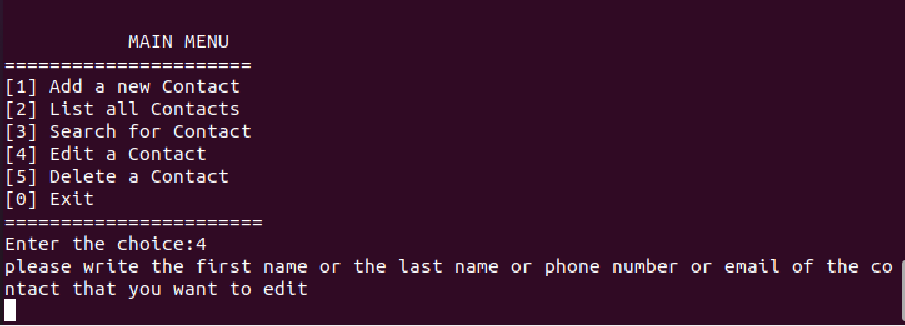 MAIN MENU
======================
[1] Add a new Contact
[2] List all Contacts
[3] Search for Contact
[4] Edit a Contact
[5] Delete a Contact
[0] Exit
=======================
Enter the choice:4
please write the first name or the last name or phone number or email of the co
ntact that you want to edit